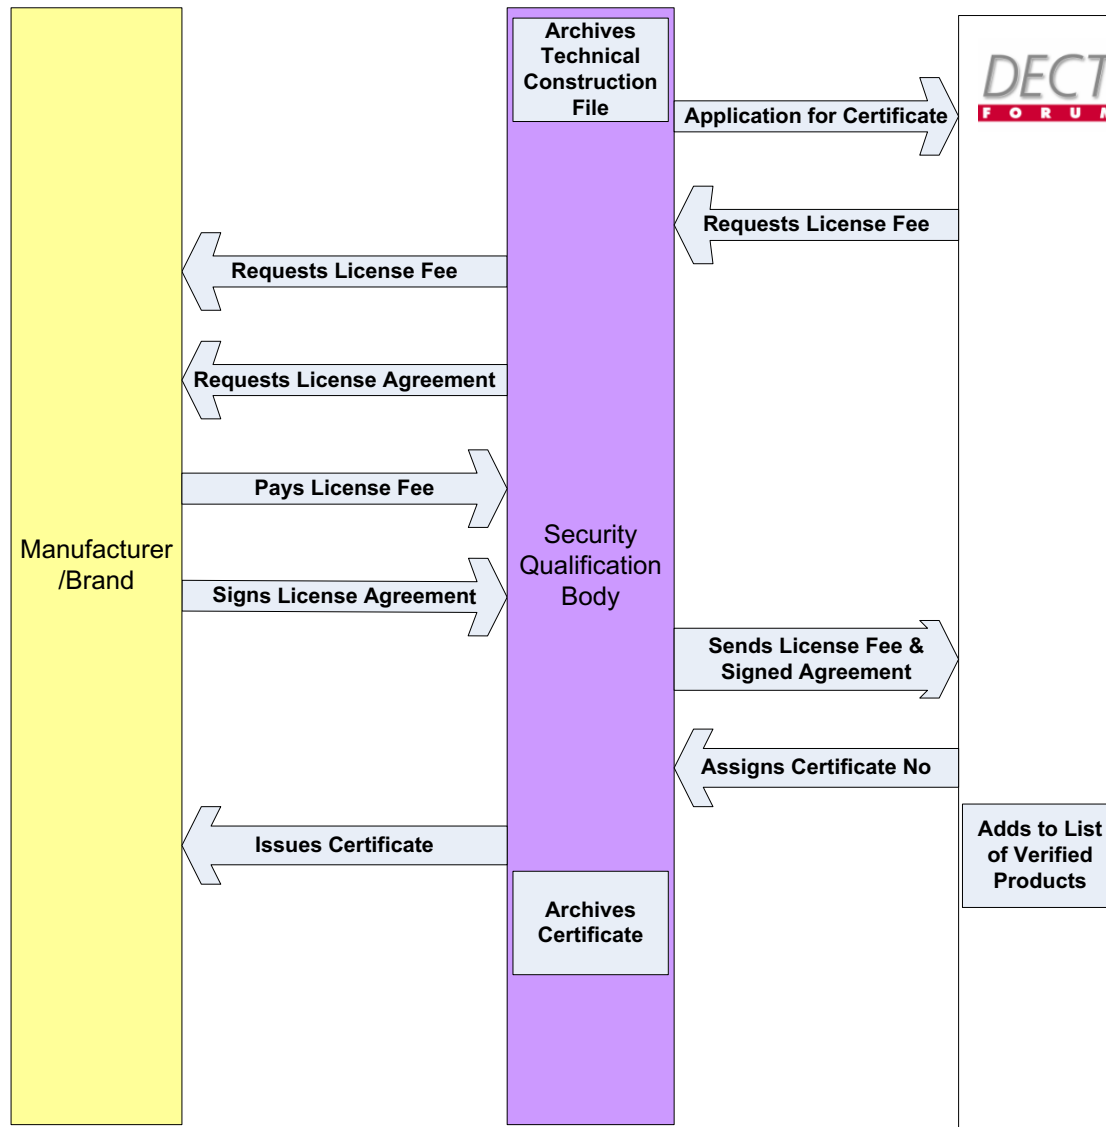 Archives
Technical
Construction
File
DECT
FORUM
Application for Certificate
Requests License Fee
Requests License Fee
Requests License Agreement
Pays License Fee
Manufacturer
/Brand
Security
Qualification
Body
Signs License Agreement
Sends License Fee &
Signed Agreement
Assigns Certificate No
Issues Certificate
Adds to List
of Verified
Products
Archives
Certificate